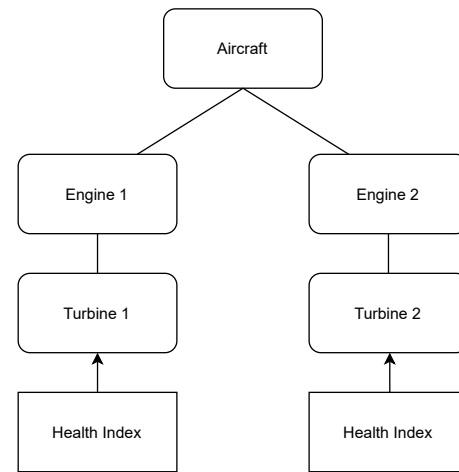 Aircraft
Engine 1
Engine 2
Turbine 1
Turbine 2
Health Index
Health Index